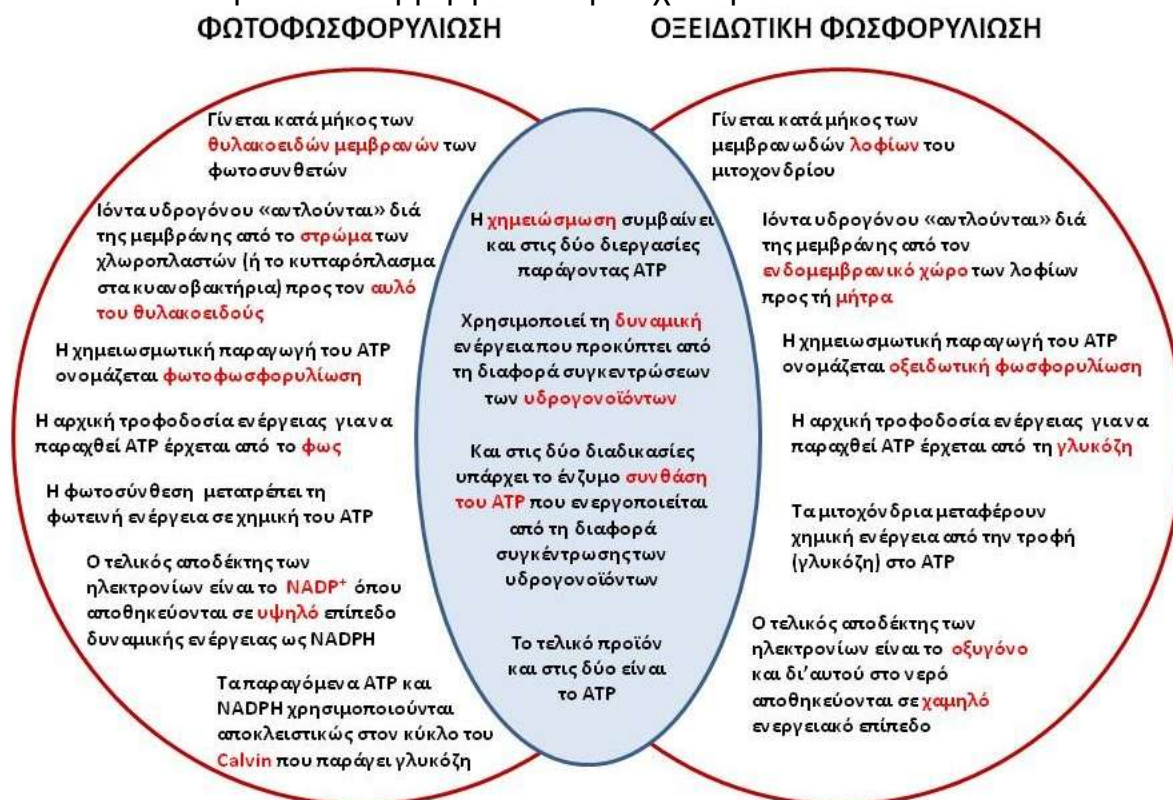 ΦΩΤΟΦΩΣΦΟΡΥΛΙΩΣΗ
ΟΞΕΙΔΩΤΙΚΗ ΦΩΣΦΟΡΥΛΙΩΣΗ
Γίνεται κατά μήκος των
θυλακοειδών μεμβρανών των
φωτοσυνθετών
Ιόντα υδρογόνου «αντλούνται» διά
της μεμβράνης από το στρώμα των
χλωροπλαστών (ή το κυτταρόπλασμα
στα κυανοβακτήρια) προς τον αυλό
του θυλακοειδούς
Η χημειωσμωτική παραγωγή του ATP
ονομάζεται φωτοφωσφορυλίωση
Η αρχική τροφοδοσία ενέργειας για να
παραχθεί ATP έρχεται από το φως
Η φωτοσύνθεση μετατρέπει τη
φωτεινή ενέργεια σε χημική του ATP
Ο τελικός αποδέκτης των
ηλεκτρονίων είναι το NADP⁺ όπου
αποθηκεύονται σε υψηλό επίπεδο
δυναμικής ενέργειας ως NADPH
Τα παραγόμενα ATP και
NADPH χρησιμοποιούνται
αποκλειστικώς στον κύκλο του
Calvin που παράγει γλυκόζη
Η χημειώσμωση συμβαίνει
και στις δύο διεργασίες
παράγοντας ATP
Χρησιμοποιεί τη δυναμική
ενέργεια που προκύπτει από
τη διαφορά συγκεντρώσεων
των υδρογονοϊόντων
Και στις δύο διαδικασίες
υπάρχει το ένζυμο συνθάση
του ATP που ενεργοποιείται
από τη διαφορά
συγκέντρωσης των
υδρογονοϊόντων
Το τελικό προϊόν
και στις δύο είναι
το ATP
Γίνεται κατά μήκος των
μεμβρανωδών λοφίων του
μιτοχονδρίου
Ιόντα υδρογόνου «αντλούνται» διά
της μεμβράνης από τον
ενδομεμβρανικό χώρο των λοφίων
προς τή μήτρα
Η χημειωσμωτική παραγωγή του ATP
ονομάζεται οξειδωτική φωσφορυλίωση
Η αρχική τροφοδοσία ενέργειας για να
παραχθεί ATP έρχεται από τη γλυκόζη
Τα μιτοχόνδρια μεταφέρουν
χημική ενέργεια από την τροφή
(γλυκόζη) στο ATP
Ο τελικός αποδέκτης των
ηλεκτρονίων είναι το οξυγόνο
και δι'αυτού στο νερό
αποθηκεύονται σε χαμηλό
ενεργειακό επίπεδο